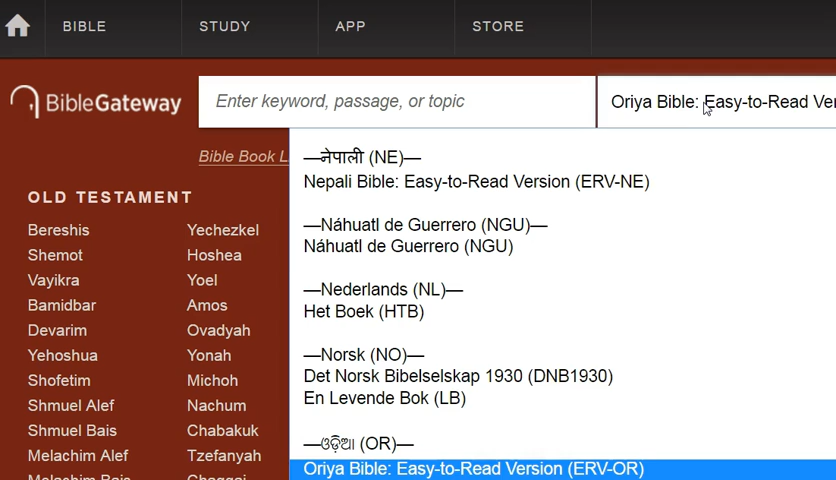 BIBLE STUDY APP STORE
BibleGateway Enter keyword, passage, or topic Oriya Bible: Easy-to-Read Ver
Bible Book L
OLD TESTAMENT
Bereshis Yechezkel
Shemot Hoshea
Vayikra Yoel
Bamidbar Amos
Devarim Ovadyah
Yehoshua Yonah
Shofetim Michoh
Shmuel Alef Nachum
Shmuel Bais Chabakuk
Melachim Alef Tzefanyah
Melachim Bais Chaggai
—नेपाली (NE)—
Nepali Bible: Easy-to-Read Version (ERV-NE)
—Náhuatl de Guerrero (NGU)—
Náhuatl de Guerrero (NGU)
—Nederlands (NL)—
Het Boek (HTB)
—Norsk (NO)—
Det Norsk Bibelselskap 1930 (DNB1930)
En Levende Bok (LB)
—ଓଡ଼ିଆ (OR)—
Oriya Bible: Easy-to-Read Version (ERV-OR)